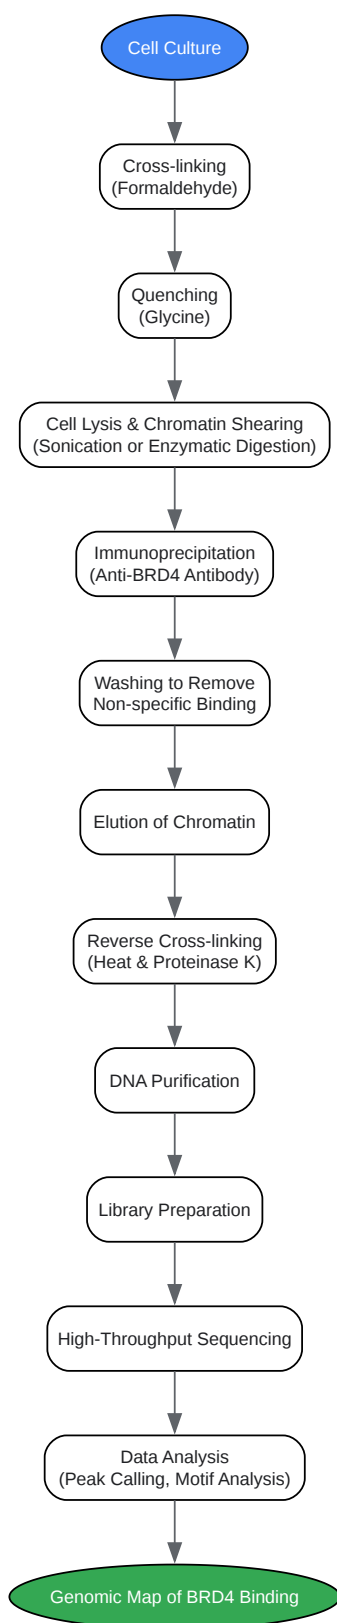 Cell Culture
Cross-linking
(Formaldehyde)
Quenching
(Glycine)
Cell Lysis & Chromatin Shearing
(Sonication or Enzymatic Digestion)
Immunoprecipitation
(Anti-BRD4 Antibody)
Washing to Remove
Non-specific Binding
Elution of Chromatin
Reverse Cross-linking
(Heat & Proteinase K)
DNA Purification
Library Preparation
High-Throughput Sequencing
Data Analysis
(Peak Calling, Motif Analysis)
Genomic Map of BRD4 Binding